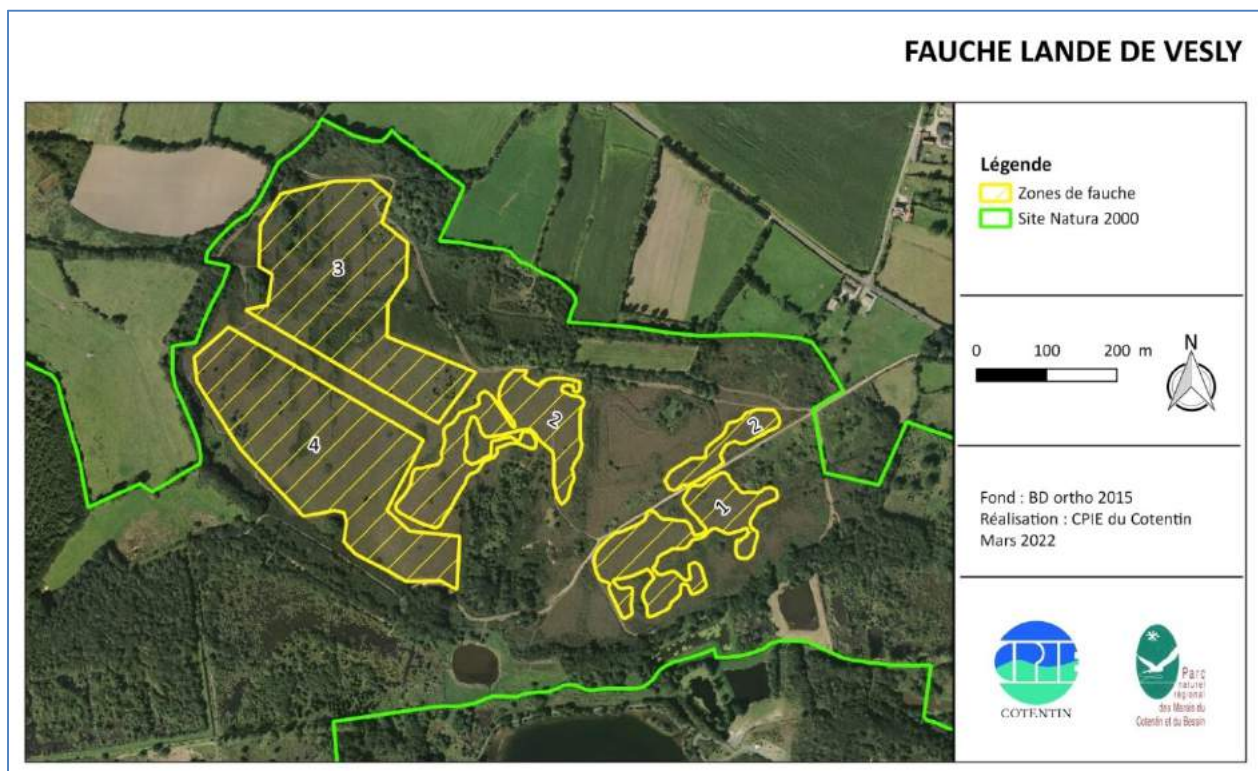 FAUCHE LANDE DE VESLY
3
4
2
2
1
Légende
Zones de fauche
Site Natura 2000
0 100 200 m
N
Fond : BD ortho 2015
Réalisation : CPIE du Cotentin
Mars 2022
CPIE
COTENTIN
Parc
naturel
régional
des Marais du
Cotentin et du Bessin